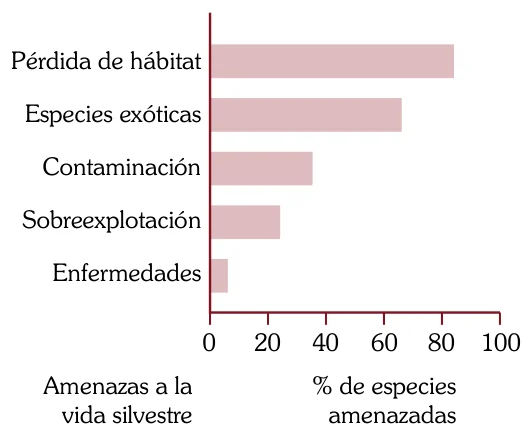 Pérdida de hábitat
Especies exóticas
Contaminación
Sobreexplotación
Enfermedades
0 20 40 60 80 100
Amenazas a la
vida silvestre
% de especies
amenazadas